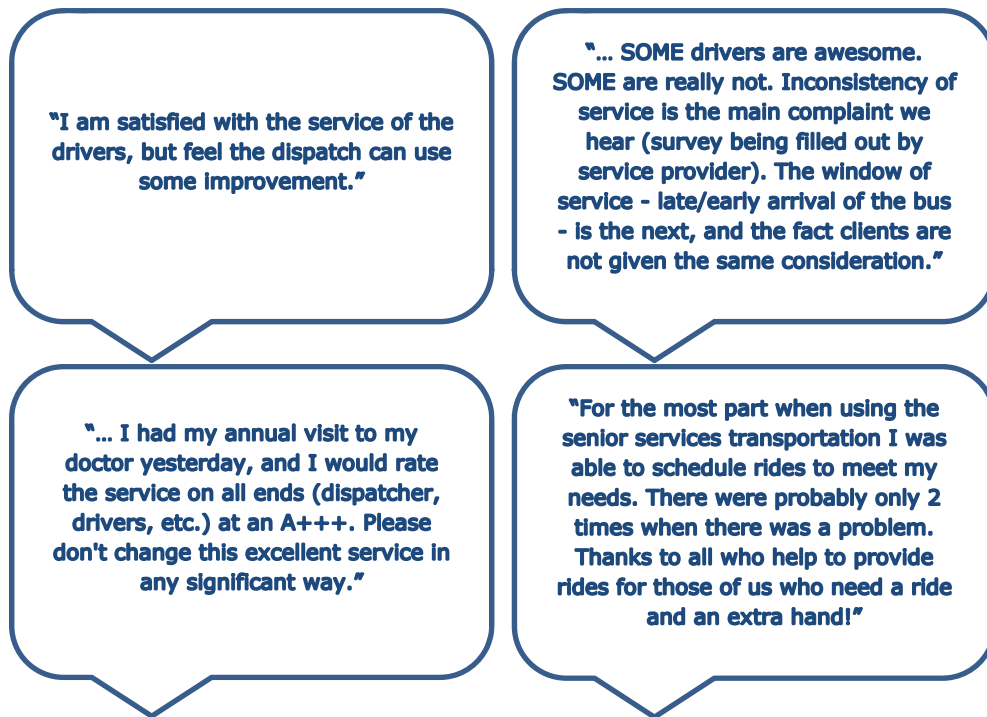 “I am satisfied with the service of the
drivers, but feel the dispatch can use
some improvement.”
“... SOME drivers are awesome.
SOME are really not. Inconsistency of
service is the main complaint we
hear (survey being filled out by
service provider). The window of
service - late/early arrival of the bus
- is the next, and the fact clients are
not given the same consideration.”
“... I had my annual visit to my
doctor yesterday, and I would rate
the service on all ends (dispatcher,
drivers, etc.) at an A+++. Please
don't change this excellent service in
any significant way.”
“For the most part when using the
senior services transportation I was
able to schedule rides to meet my
needs. There were probably only 2
times when there was a problem.
Thanks to all who help to provide
rides for those of us who need a ride
and an extra hand!”